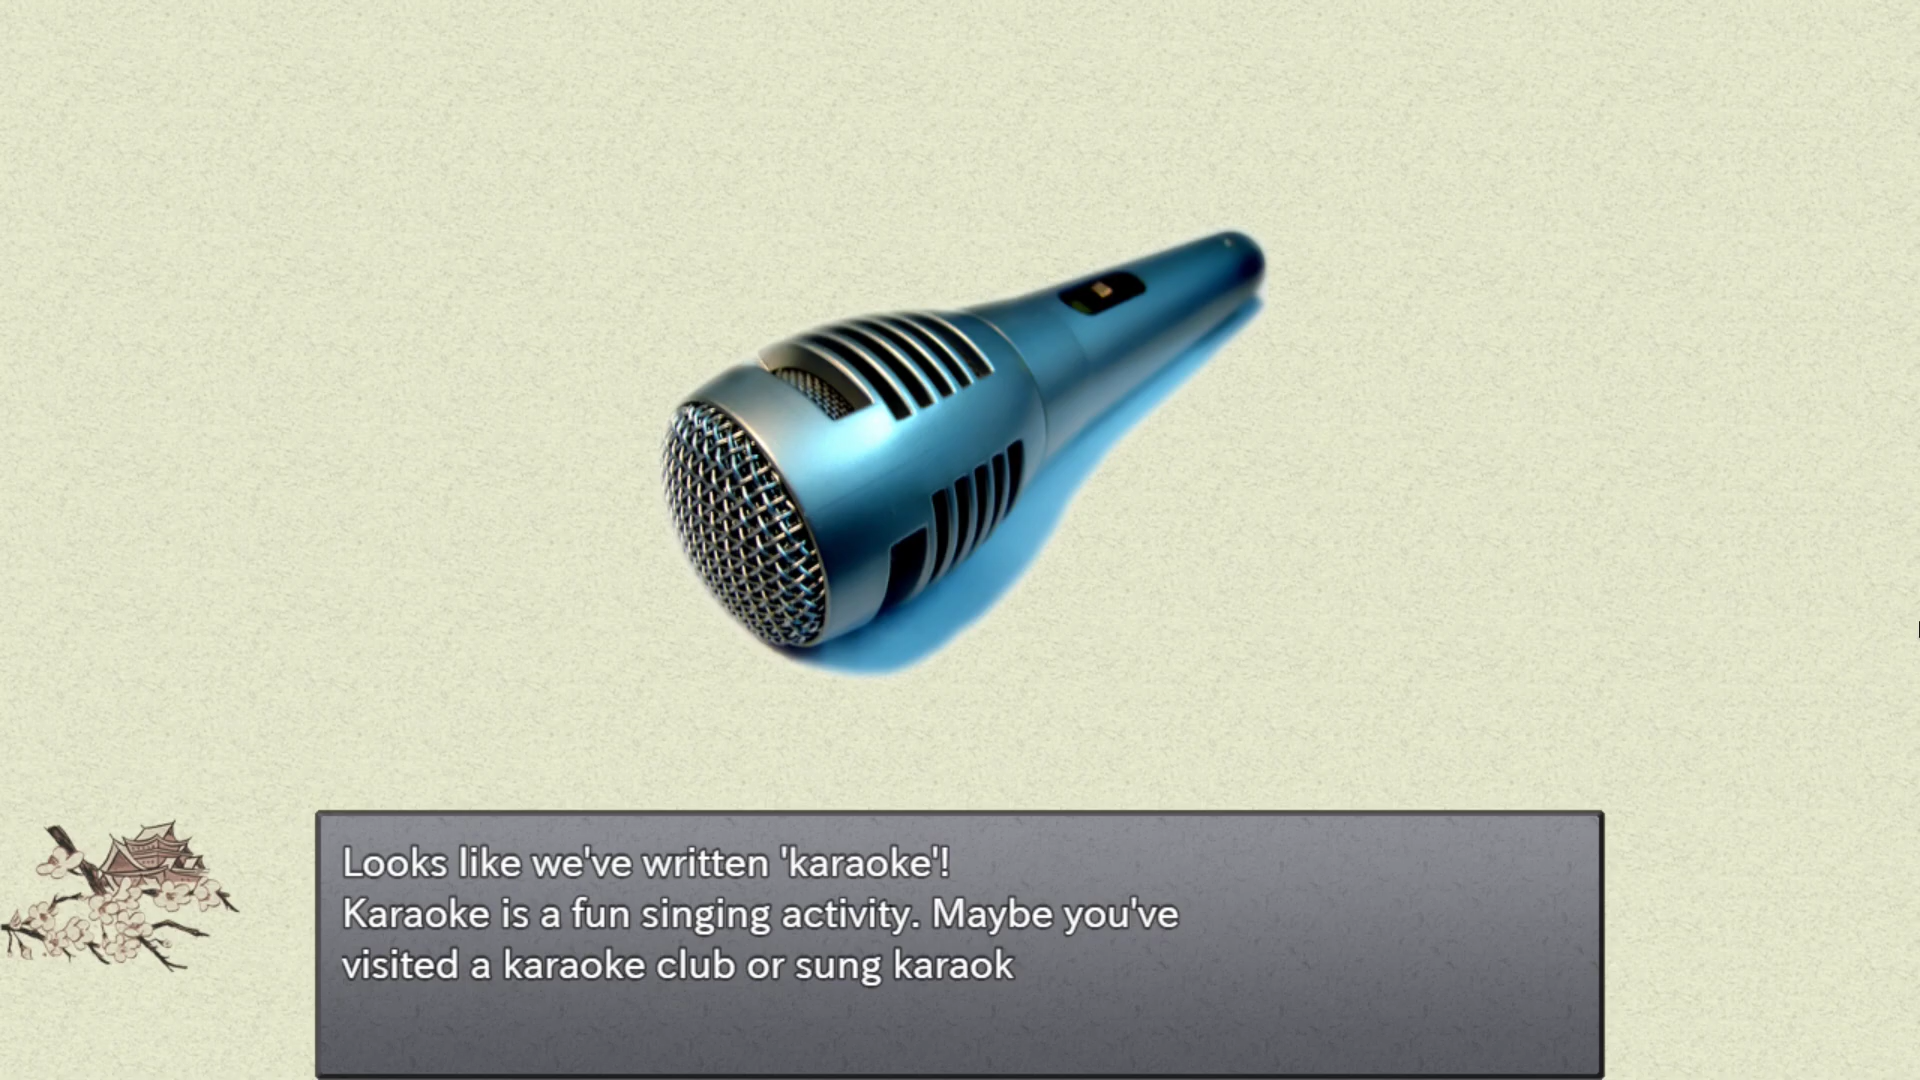 Looks like we've written 'karaoke'!
Karaoke is a fun singing activity. Maybe you've
visited a karaoke club or sung karaok